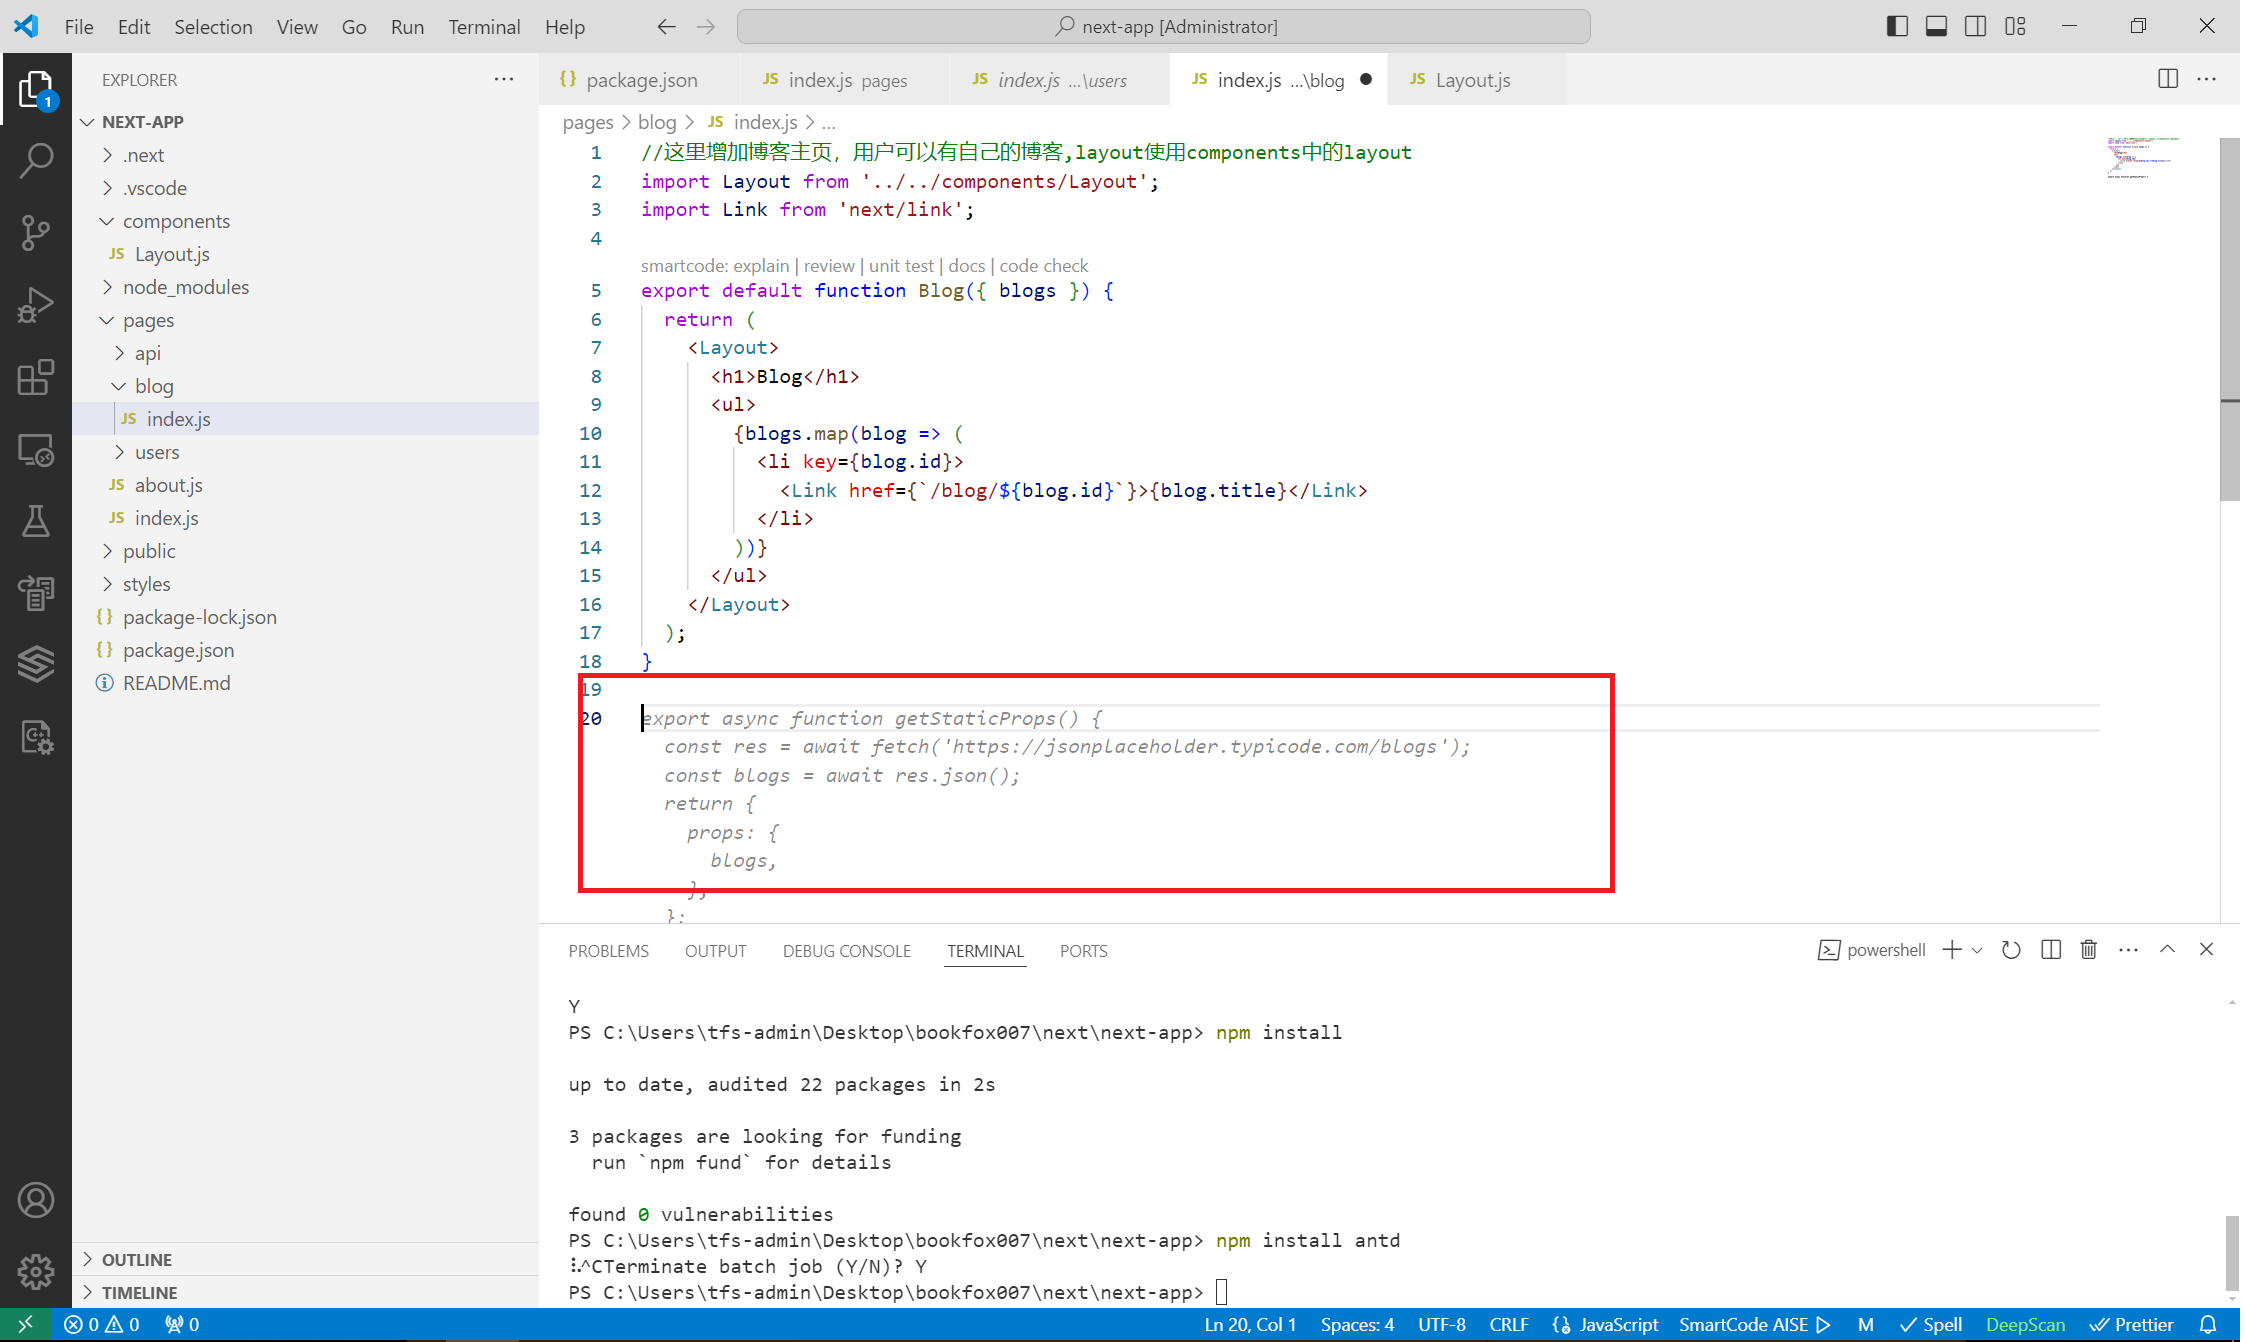 File Edit Selection View Go Run Terminal Help next-app [Administrator]
EXPLORER
1
NEXT-APP
.next
.vscode
components
JS Layout.js
node_modules
pages
api
blog
JS index.js
users
JS about.js
JS index.js
public
styles
{} package-lock.json
{} package.json
README.md
OUTLINE
TIMELINE
{} package.json JS index.js pages JS index.js ...\users JS index.js ...\blog JS Layout.js
pages > blog > JS index.js > ...
1 //这里增加博客主页，用户可以有自己的博客,layout使用components中的layout
2 import Layout from '../../components/Layout';
3 import Link from 'next/link';
4
smartcode: explain | review | unit test | docs | code check
5 export default function Blog({ blogs }) {
6 return (
7 <Layout>
8 <h1>Blog</h1>
9 <ul>
10 {blogs.map(blog => (
11 <li key={blog.id}>
12 <Link href={`/blog/${blog.id}`}>{blog.title}</Link>
13 </li>
14 ))}
15 </ul>
16 </Layout>
17 );
18 }
19
20 export async function getStaticProps() {
const res = await fetch('https://jsonplaceholder.typicode.com/blogs');
const blogs = await res.json();
return {
props: {
blogs,
},
};
PROBLEMS OUTPUT DEBUG CONSOLE TERMINAL PORTS powershell
Y
PS C:\Users\tfs-admin\Desktop\bookfox007\next\next-app> npm install
up to date, audited 22 packages in 2s
3 packages are looking for funding
run `npm fund` for details
found 0 vulnerabilities
PS C:\Users\tfs-admin\Desktop\bookfox007\next\next-app> npm install antd
^CTerminate batch job (Y/N)? Y
PS C:\Users\tfs-admin\Desktop\bookfox007\next\next-app>
0 0 0 Ln 20, Col 1 Spaces: 4 UTF-8 CRLF JavaScript SmartCode AISE M Spell DeepScan Prettier